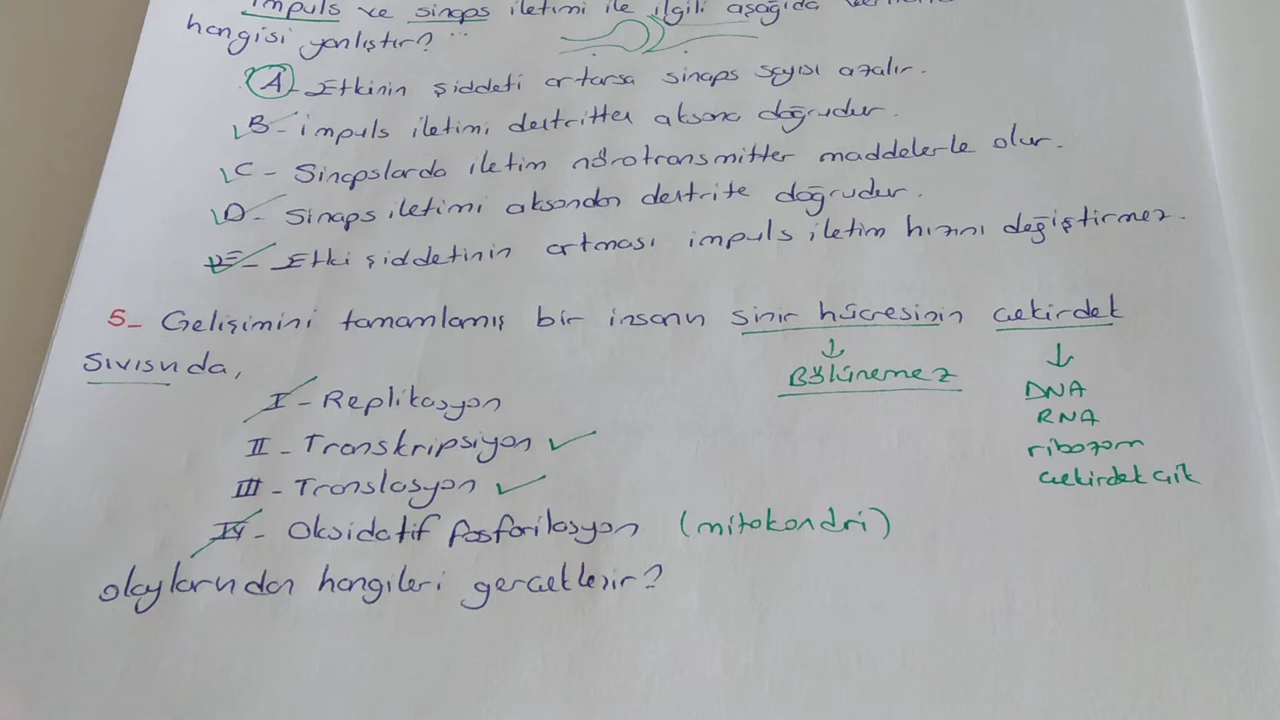 impuls ve sinaps iletimi ile ilgili aşağıda
hangisi yanlıştır?
A- Etkinin şiddeti artarsa sinaps sayısı azalır.
B- İmpuls iletimi dentritten aksona doğrudur.
C- Sinapslarda iletim nörotransmitter maddelerle olur.
D- Sinaps iletimi aksondan dentrite doğrudur.
E- Etki şiddetinin artması impuls iletim hızını değiştirmez.
5- Gelişimini tamamlamış bir insanın sinir hücresinin çekirdek
sıvısında,
Bölünemez
DNA
RNA
ribozom
çekirdekçik
I- Replikasyon
II- Transkripsiyon
III- Translasyon
IV- Oksidatif fosforilasyon (mitokondri)
olaylarından hangileri gerçekleşir?